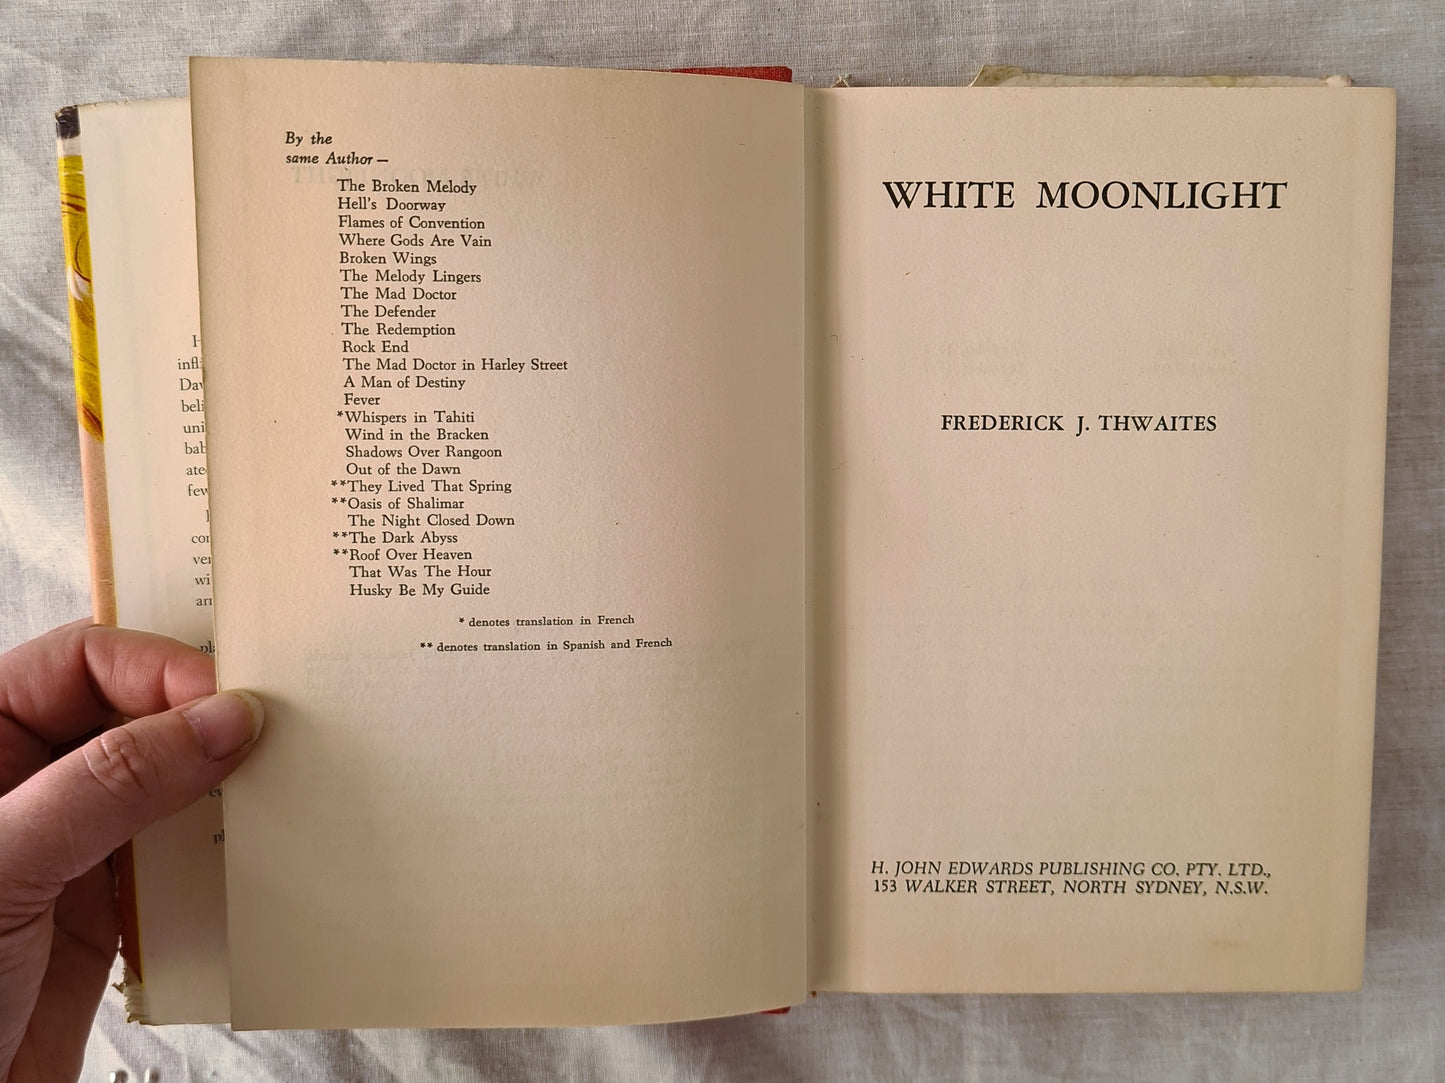 By the
same Author—
The Broken Melody
Hell's Doorway
Flames of Convention
Where Gods Are Vain
Broken Wings
The Melody Lingers
The Mad Doctor
The Defender
The Redemption
Rock End
The Mad Doctor in Harley Street
A Man of Destiny
Fever
*Whispers in Tahiti
Wind in the Bracken
Shadows Over Rangoon
Out of the Dawn
**They Lived That Spring
**Oasis of Shalimar
The Night Closed Down
**The Dark Abyss
**Roof Over Heaven
That Was The Hour
Husky Be My Guide
* denotes translation in French
** denotes translation in Spanish and French
WHITE MOONLIGHT
FREDERICK J. THWAITES
H. JOHN EDWARDS PUBLISHING CO. PTY. LTD.,
153 WALKER STREET, NORTH SYDNEY, N.S.W.